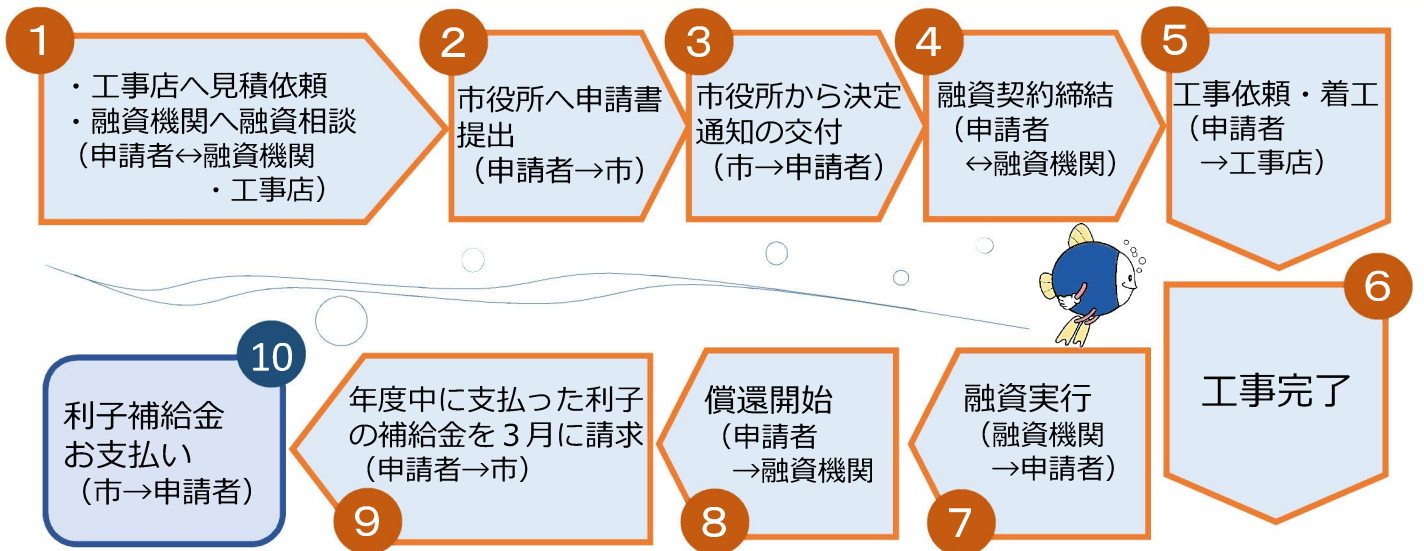 1
・工事店へ見積依頼
・融資機関へ融資相談
（申請者↔融資機関
・工事店）
2
市役所へ申請書
提出
（申請者→市）
3
市役所から決定
通知の交付
（市→申請者）
4
融資契約締結
（申請者
↔融資機関）
5
工事依頼・着工
（申請者
→工事店）
6
工事完了
7
融資実行
（融資機関
→申請者）
8
償還開始
（申請者
→融資機関
9
年度中に支払った利子
の補給金を３月に請求
（申請者→市）
10
利子補給金
お支払い
（市→申請者）